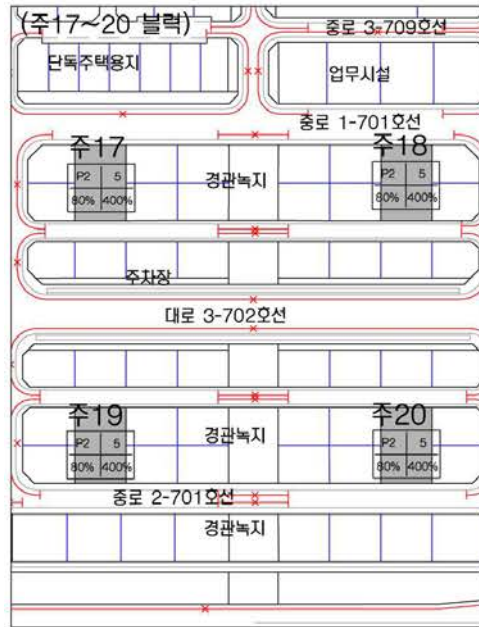 (주17~20 블럭)
중로 3-709호선
단독주택용지
업무시설
중로 1-701호선
주17
주18
P2 5
80% 400%
경관녹지
P2 5
80% 400%
주차장
대로 3-702호선
주19
주20
P2 5
80% 400%
경관녹지
P2 5
80% 400%
중로 2-701호선
경관녹지